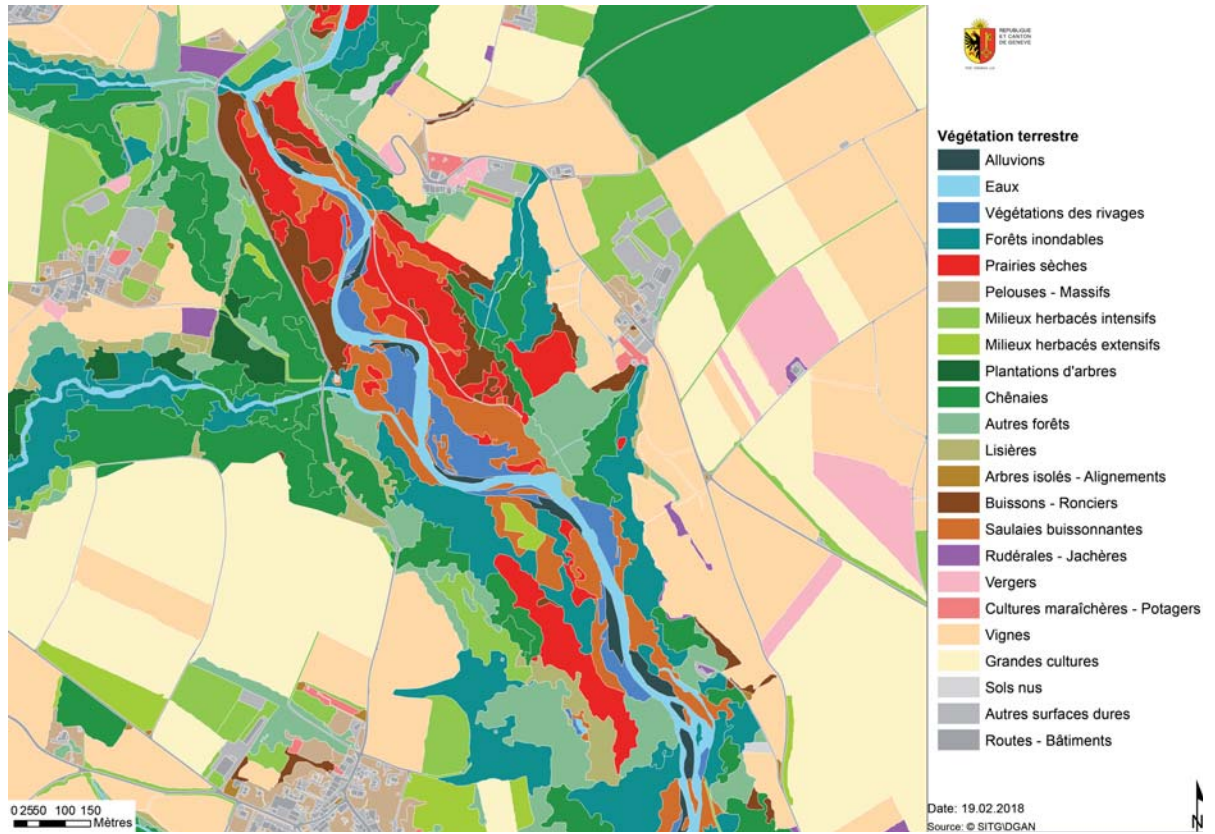 REPUBLIQUE
ET CANTON
DE GENEVE
Végétation terrestre
Alluvions
Eaux
Végétations des rivages
Forêts inondables
Prairies sèches
Pelouses - Massifs
Milieux herbacés intensifs
Milieux herbacés extensifs
Plantations d'arbres
Chênaies
Autres forêts
Lisières
Arbres isolés - Alignements
Buissons - Ronciers
Saulaies buissonnantes
Rudérales - Jachères
Vergers
Cultures maraîchères - Potagers
Vignes
Grandes cultures
Sols nus
Autres surfaces dures
Routes - Bâtiments
0 2550 100 150
Mètres
Date: 19.02.2018
Source: © SITG\DGAN
N